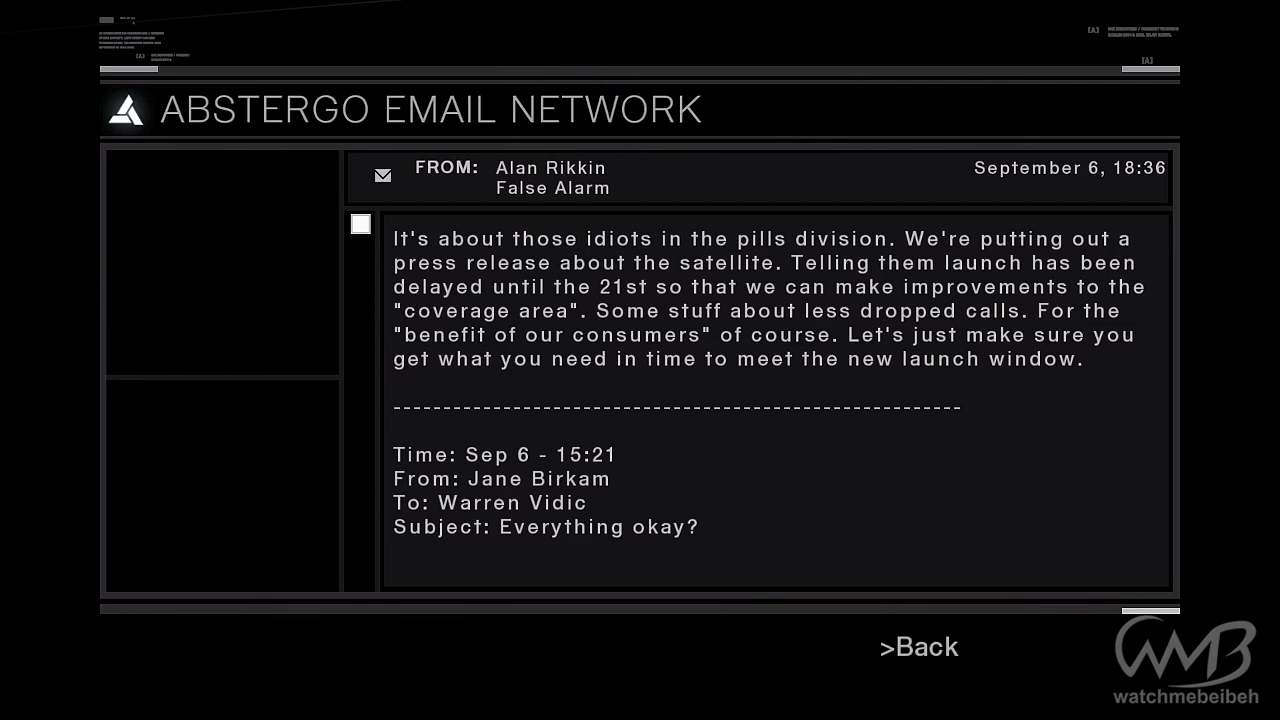 ABSTERGO EMAIL NETWORK
FROM: Alan Rikkin
September 6, 18:36
False Alarm
It's about those idiots in the pills division. We're putting out a
press release about the satellite. Telling them launch has been
delayed until the 21st so that we can make improvements to the
"coverage area". Some stuff about less dropped calls. For the
"benefit of our consumers" of course. Let's just make sure you
get what you need in time to meet the new launch window.
---------------------------------------------------------
Time: Sep 6 - 15:21
From: Jane Birkam
To: Warren Vidic
Subject: Everything okay?
>Back
WMB
watchmebeibeh